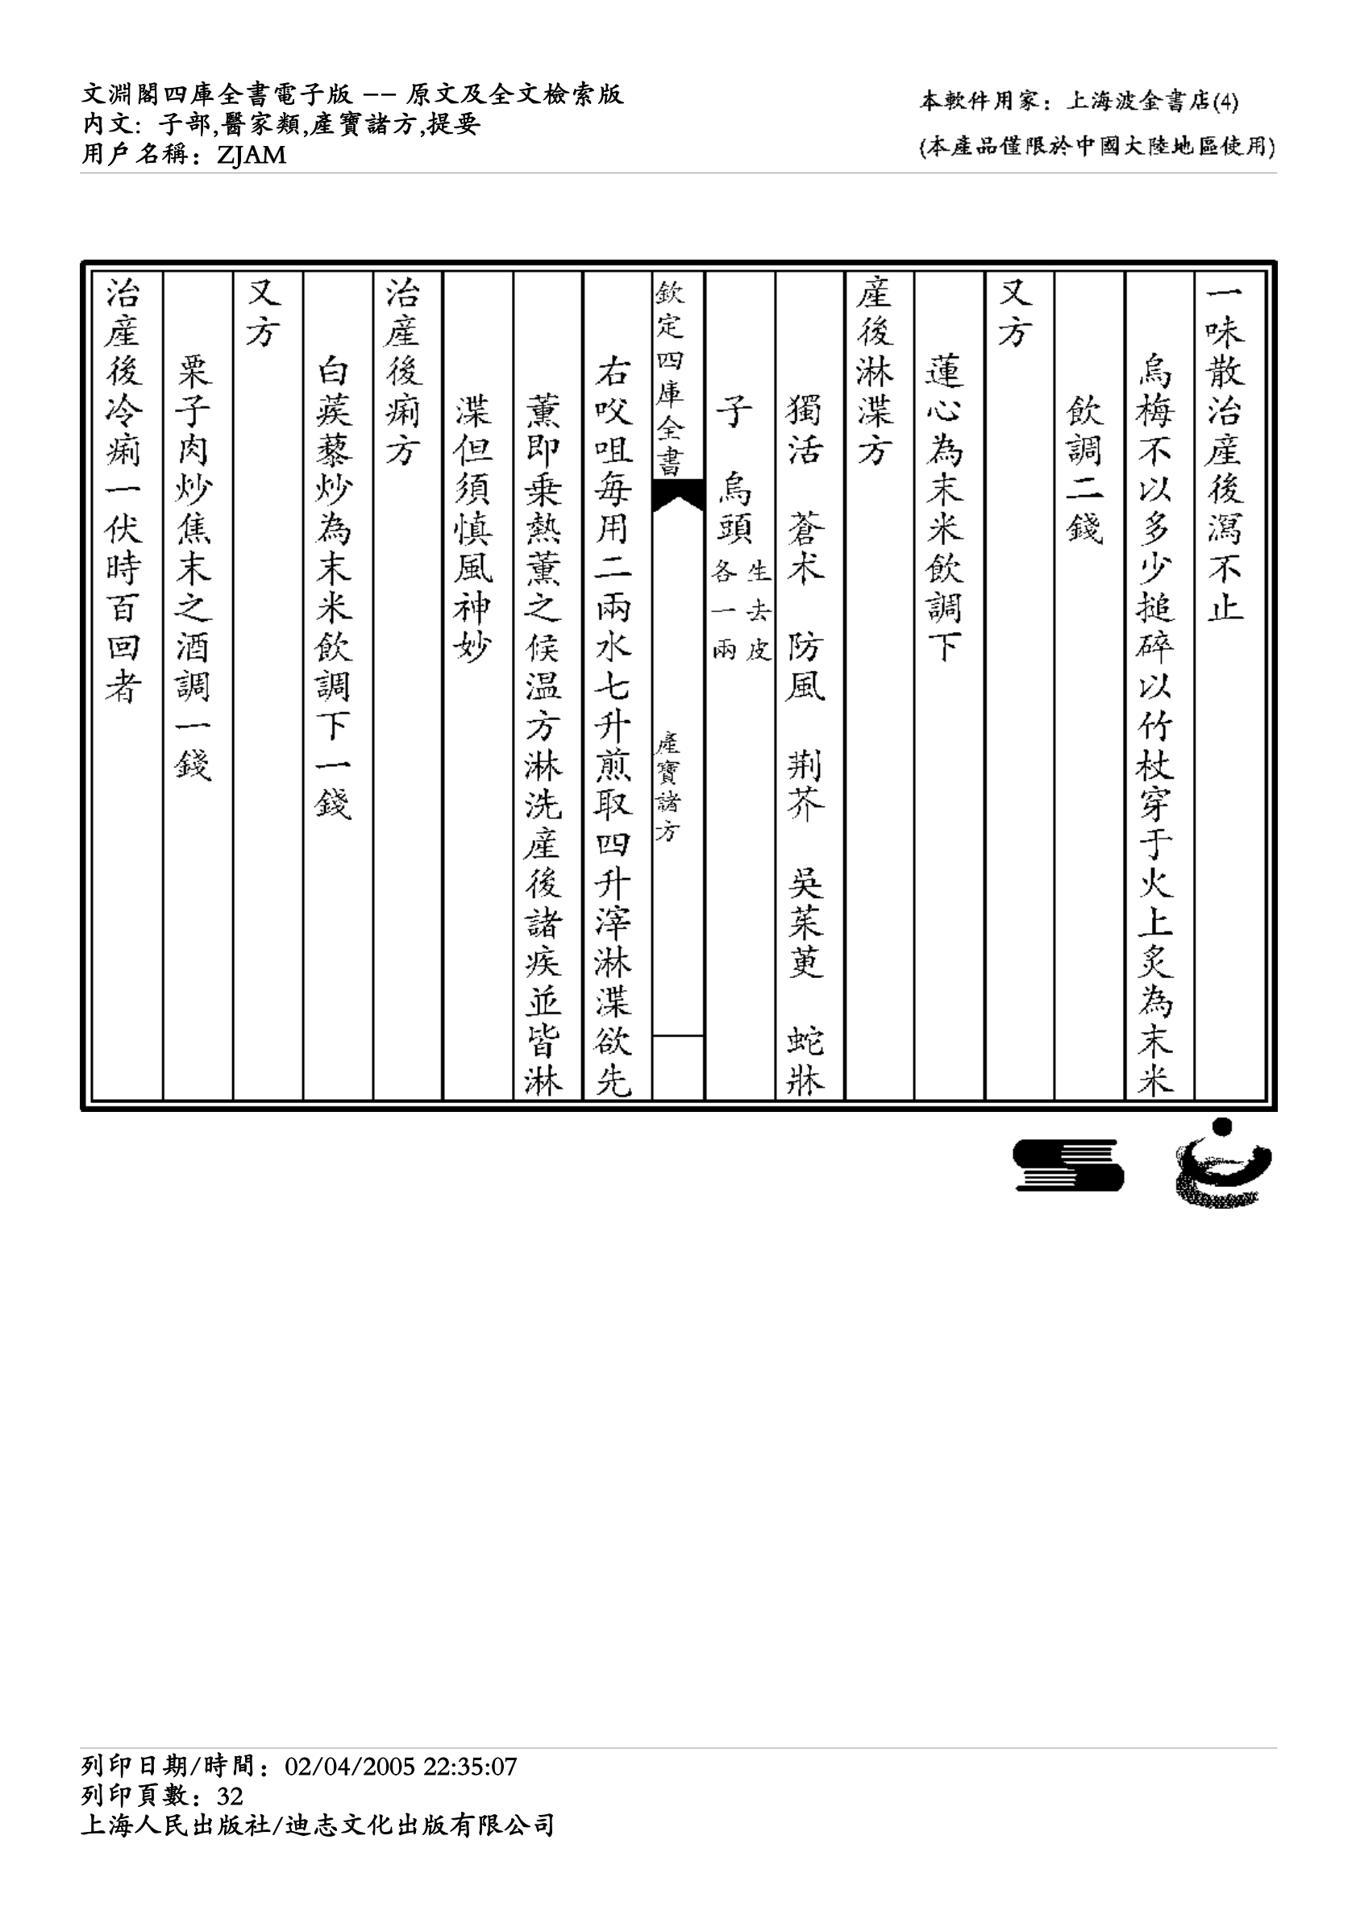 文淵閣四庫全書電子版 -- 原文及全文檢索版
内文: 子部,醫家類,產寶諸方,提要
用戶名稱: ZJAM
本軟件用家: 上海波金書店(4)
(本產品僅限於中國大陸地區使用)
一味散治產後瀉不止
烏梅不以多少搥碎以竹杖穿于火上炙為末米
飲調二錢
又方
蓮心為末米飲調下
產後淋渫方
獨活 蒼朮 防風 荆芥 吳茱萸 蛇牀
子 烏頭生去皮各一兩
欽定四庫全書 產寶諸方
右㕮咀每用二兩水七升煎取四升滓淋渫欲先
薰即乗熱薰之候温方淋洗產後諸疾並皆淋
渫但須慎風神妙
治產後痢方
白蒺藜炒為末米飲調下一錢
又方
栗子肉炒焦末之酒調一錢
治產後冷痢一伏時百回者
列印日期/時間: 02/04/2005 22:35:07
列印頁數: 32
上海人民出版社/迪志文化出版有限公司